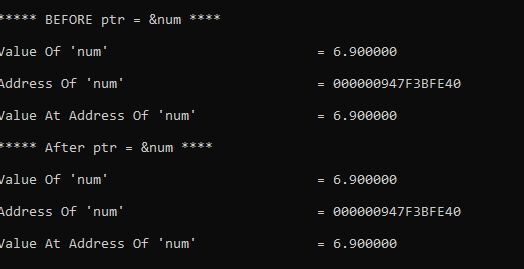 ***** BEFORE ptr = &num ****
Value Of 'num' = 6.900000
Address Of 'num' = 000000947F3BFE40
Value At Address Of 'num' = 6.900000
***** After ptr = &num ****
Value Of 'num' = 6.900000
Address Of 'num' = 000000947F3BFE40
Value At Address Of 'num' = 6.900000